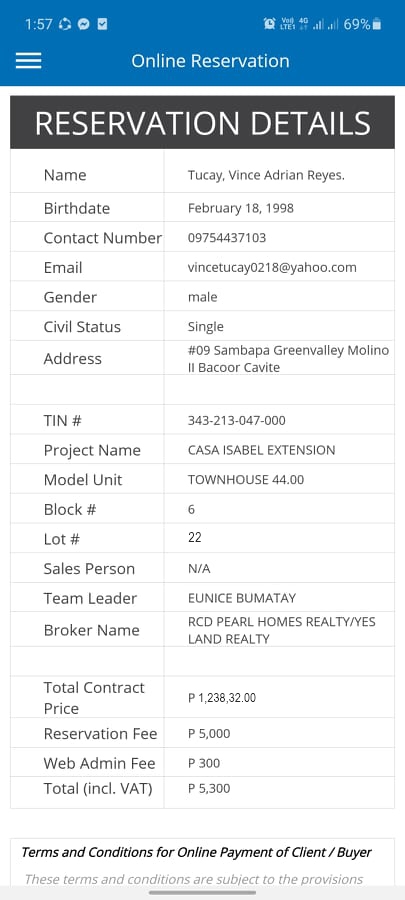 1:57 Vo)) 4G LTE1 69%
Online Reservation
RESERVATION DETAILS
Name Tucay, Vince Adrian Reyes.
Birthdate February 18, 1998
Contact Number 09754437103
Email vincetucay0218@yahoo.com
Gender male
Civil Status Single
Address #09 Sambapa Greenvalley Molino
II Bacoor Cavite
TIN # 343-213-047-000
Project Name CASA ISABEL EXTENSION
Model Unit TOWNHOUSE 44.00
Block # 6
Lot # 22
Sales Person N/A
Team Leader EUNICE BUMATAY
Broker Name RCD PEARL HOMES REALTY/YES
LAND REALTY
Total Contract
Price P 1,238,32.00
Reservation Fee P 5,000
Web Admin Fee P 300
Total (incl. VAT) P 5,300
Terms and Conditions for Online Payment of Client / Buyer
These terms and conditions are subject to the provisions